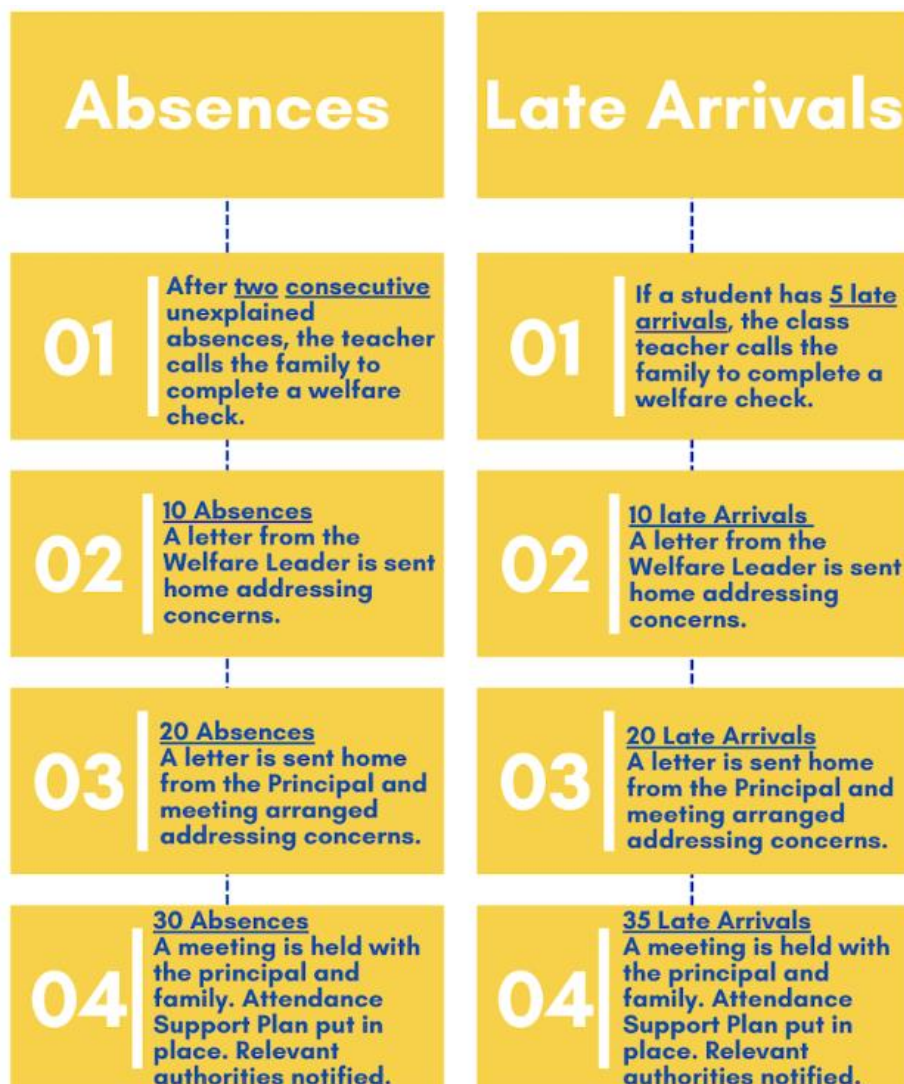 Absences
01
After two consecutive
unexplained
absences, the teacher
calls the family to
complete a welfare
check.
02
10 Absences
A letter from the
Welfare Leader is sent
home addressing
concerns.
03
20 Absences
A letter is sent home
from the Principal and
meeting arranged
addressing concerns.
04
30 Absences
A meeting is held with
the principal and
family. Attendance
Support Plan put in
place. Relevant
authorities notified.
Late Arrivals
01
If a student has 5 late
arrivals, the class
teacher calls the
family to complete a
welfare check.
02
10 late Arrivals
A letter from the
Welfare Leader is sent
home addressing
concerns.
03
20 Late Arrivals
A letter is sent home
from the Principal and
meeting arranged
addressing concerns.
04
35 Late Arrivals
A meeting is held with
the principal and
family. Attendance
Support Plan put in
place. Relevant
authorities notified.